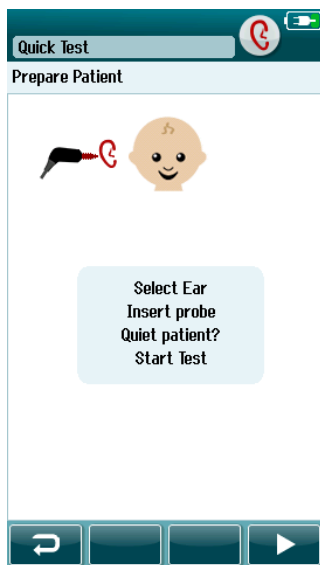 Quick Test
Prepare Patient
Select Ear
Insert probe
Quiet patient?
Start Test